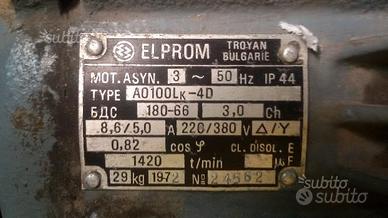 ELPROM TROYAN
BULGARIE
MOT. ASYN. 3 ~ 50 Hz IP 44
TYPE AO100LK-4D
БДС 180-66 3,0 Ch
8,6/5,0 A 220/380 V Δ/Y
0,82 cos φ CL. DISOL. E
1420 t/min μF
29 kg 1972 № 24562
subito
subito